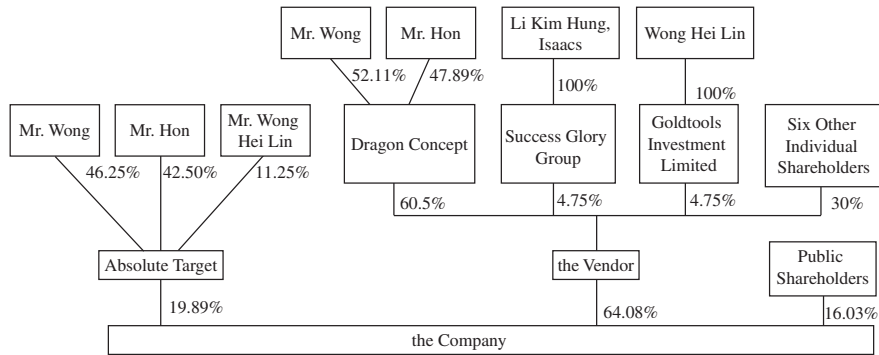 Mr. Wong
Mr. Hon
Li Kim Hung,
Isaacs
Wong Hei Lin
52.11%
47.89%
100%
100%
Mr. Wong
Mr. Hon
Mr. Wong
Hei Lin
Dragon Concept
Success Glory
Group
Goldtools
Investment
Limited
Six Other
Individual
Shareholders
46.25%
42.50%
11.25%
60.5%
4.75%
4.75%
30%
Absolute Target
the Vendor
Public
Shareholders
19.89%
64.08%
16.03%
the Company